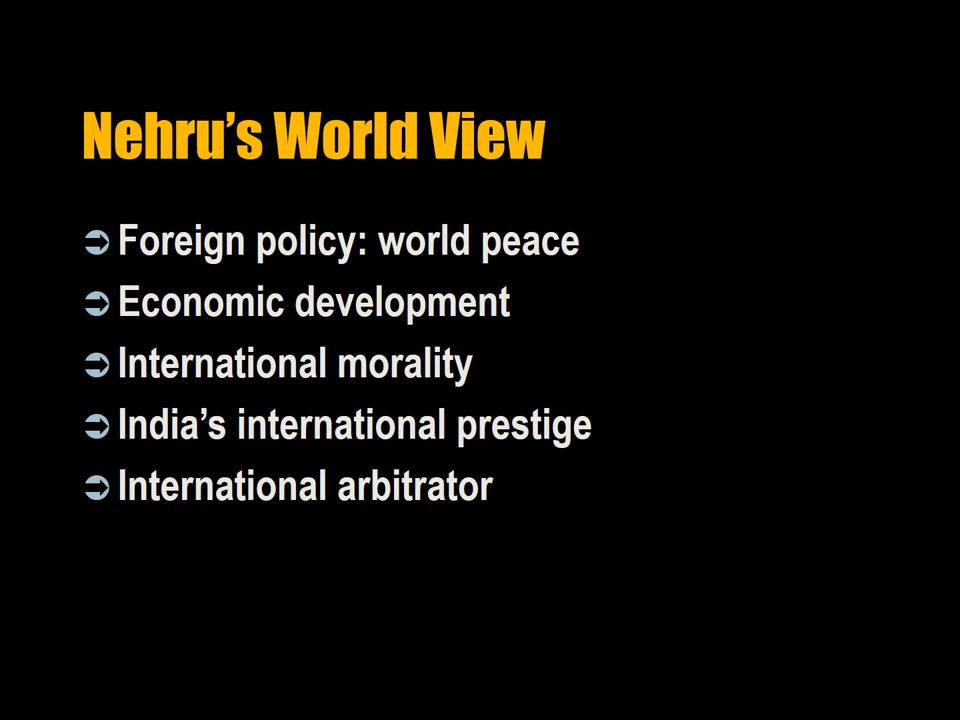 Nehru’s World View
➲ Foreign policy: world peace
➲ Economic development
➲ International morality
➲ India’s international prestige
➲ International arbitrator